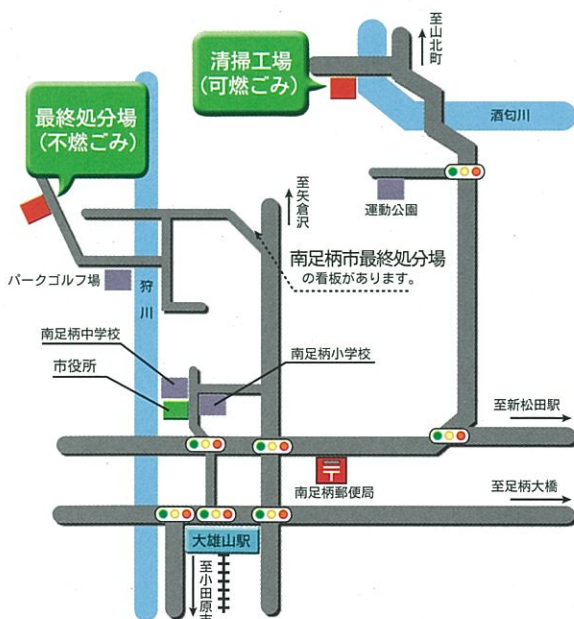 清掃工場
(可燃ごみ)
至山北町
最終処分場
(不燃ごみ)
酒匂川
運動公園
至矢倉沢
南足柄市最終処分場
の看板があります。
パークゴルフ場
狩川
南足柄中学校
南足柄小学校
市役所
至新松田駅
南足柄郵便局
至足柄大橋
大雄山駅
至小田原市